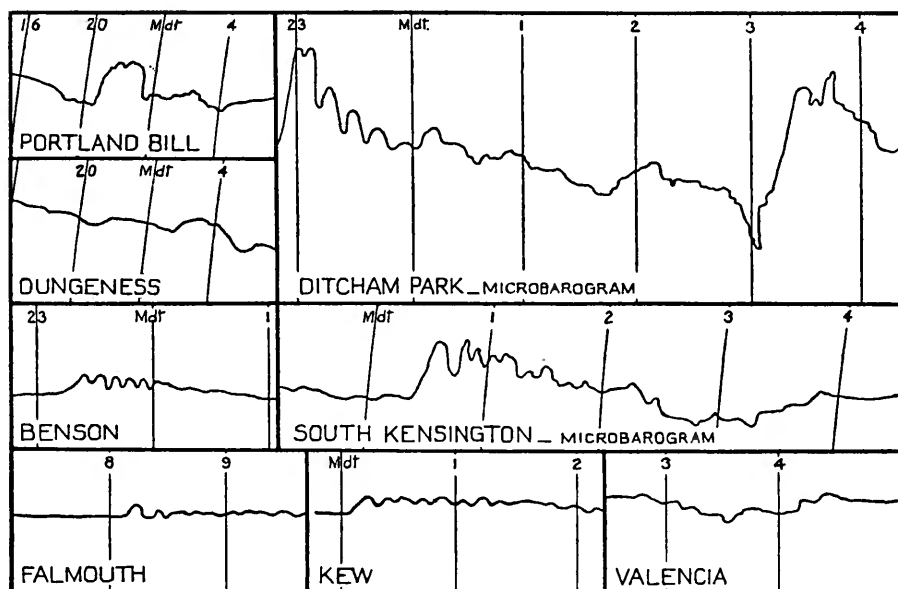 16 20 Mdt 4
PORTLAND BILL
20 Mdt 4
DUNGENESS
23 Mdt. 1 2 3 4
DITCHAM PARK_MICROBAROGRAM
23 Mdt 1
BENSON
Mdt 1 2 3 4
SOUTH KENSINGTON_ MICROBAROGRAM
8 9
FALMOUTH
Mdt 1 2
KEW
3 4
VALENCIA